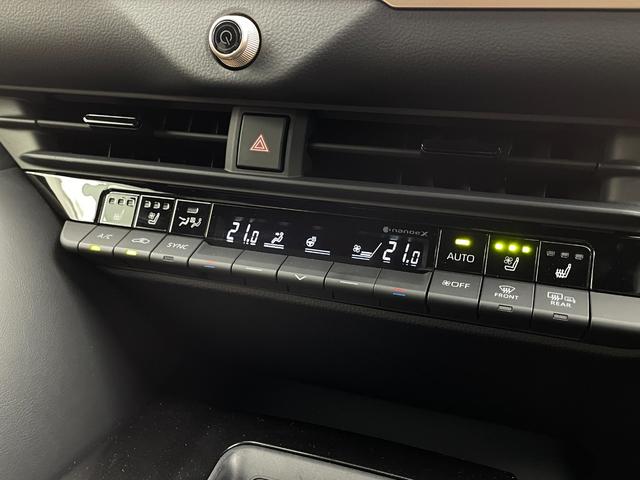 nanoeX
21.0 21.0 AUTO
A/C SYNC OFF FRONT REAR